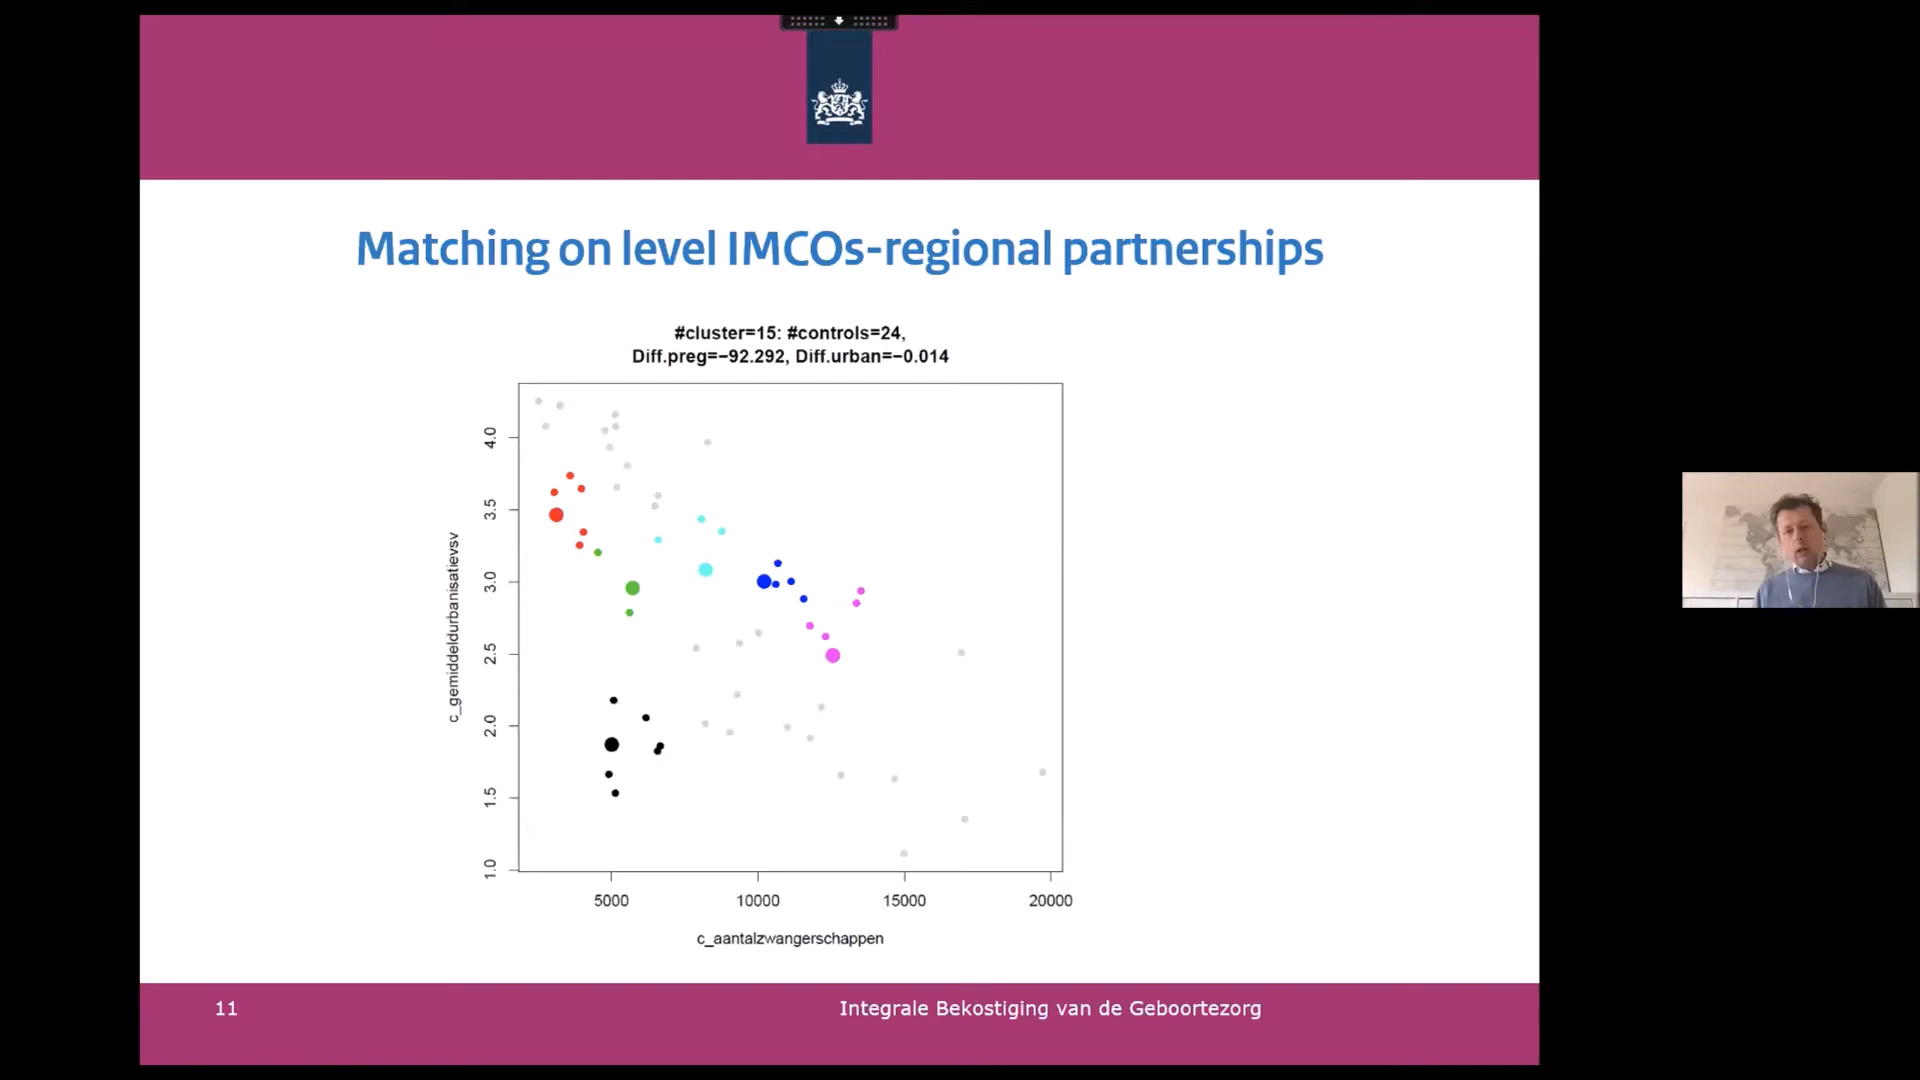 Matching on level IMCOs-regional partnerships
#cluster=15: #controls=24,
Diff.preg=−92.292, Diff.urban=−0.014
c_gemiddeldurbanisatievsv
4.0
3.5
3.0
2.5
2.0
1.5
1.0
5000 10000 15000 20000
c_aantalzwangerschappen
11 Integrale Bekostiging van de Geboortezorg